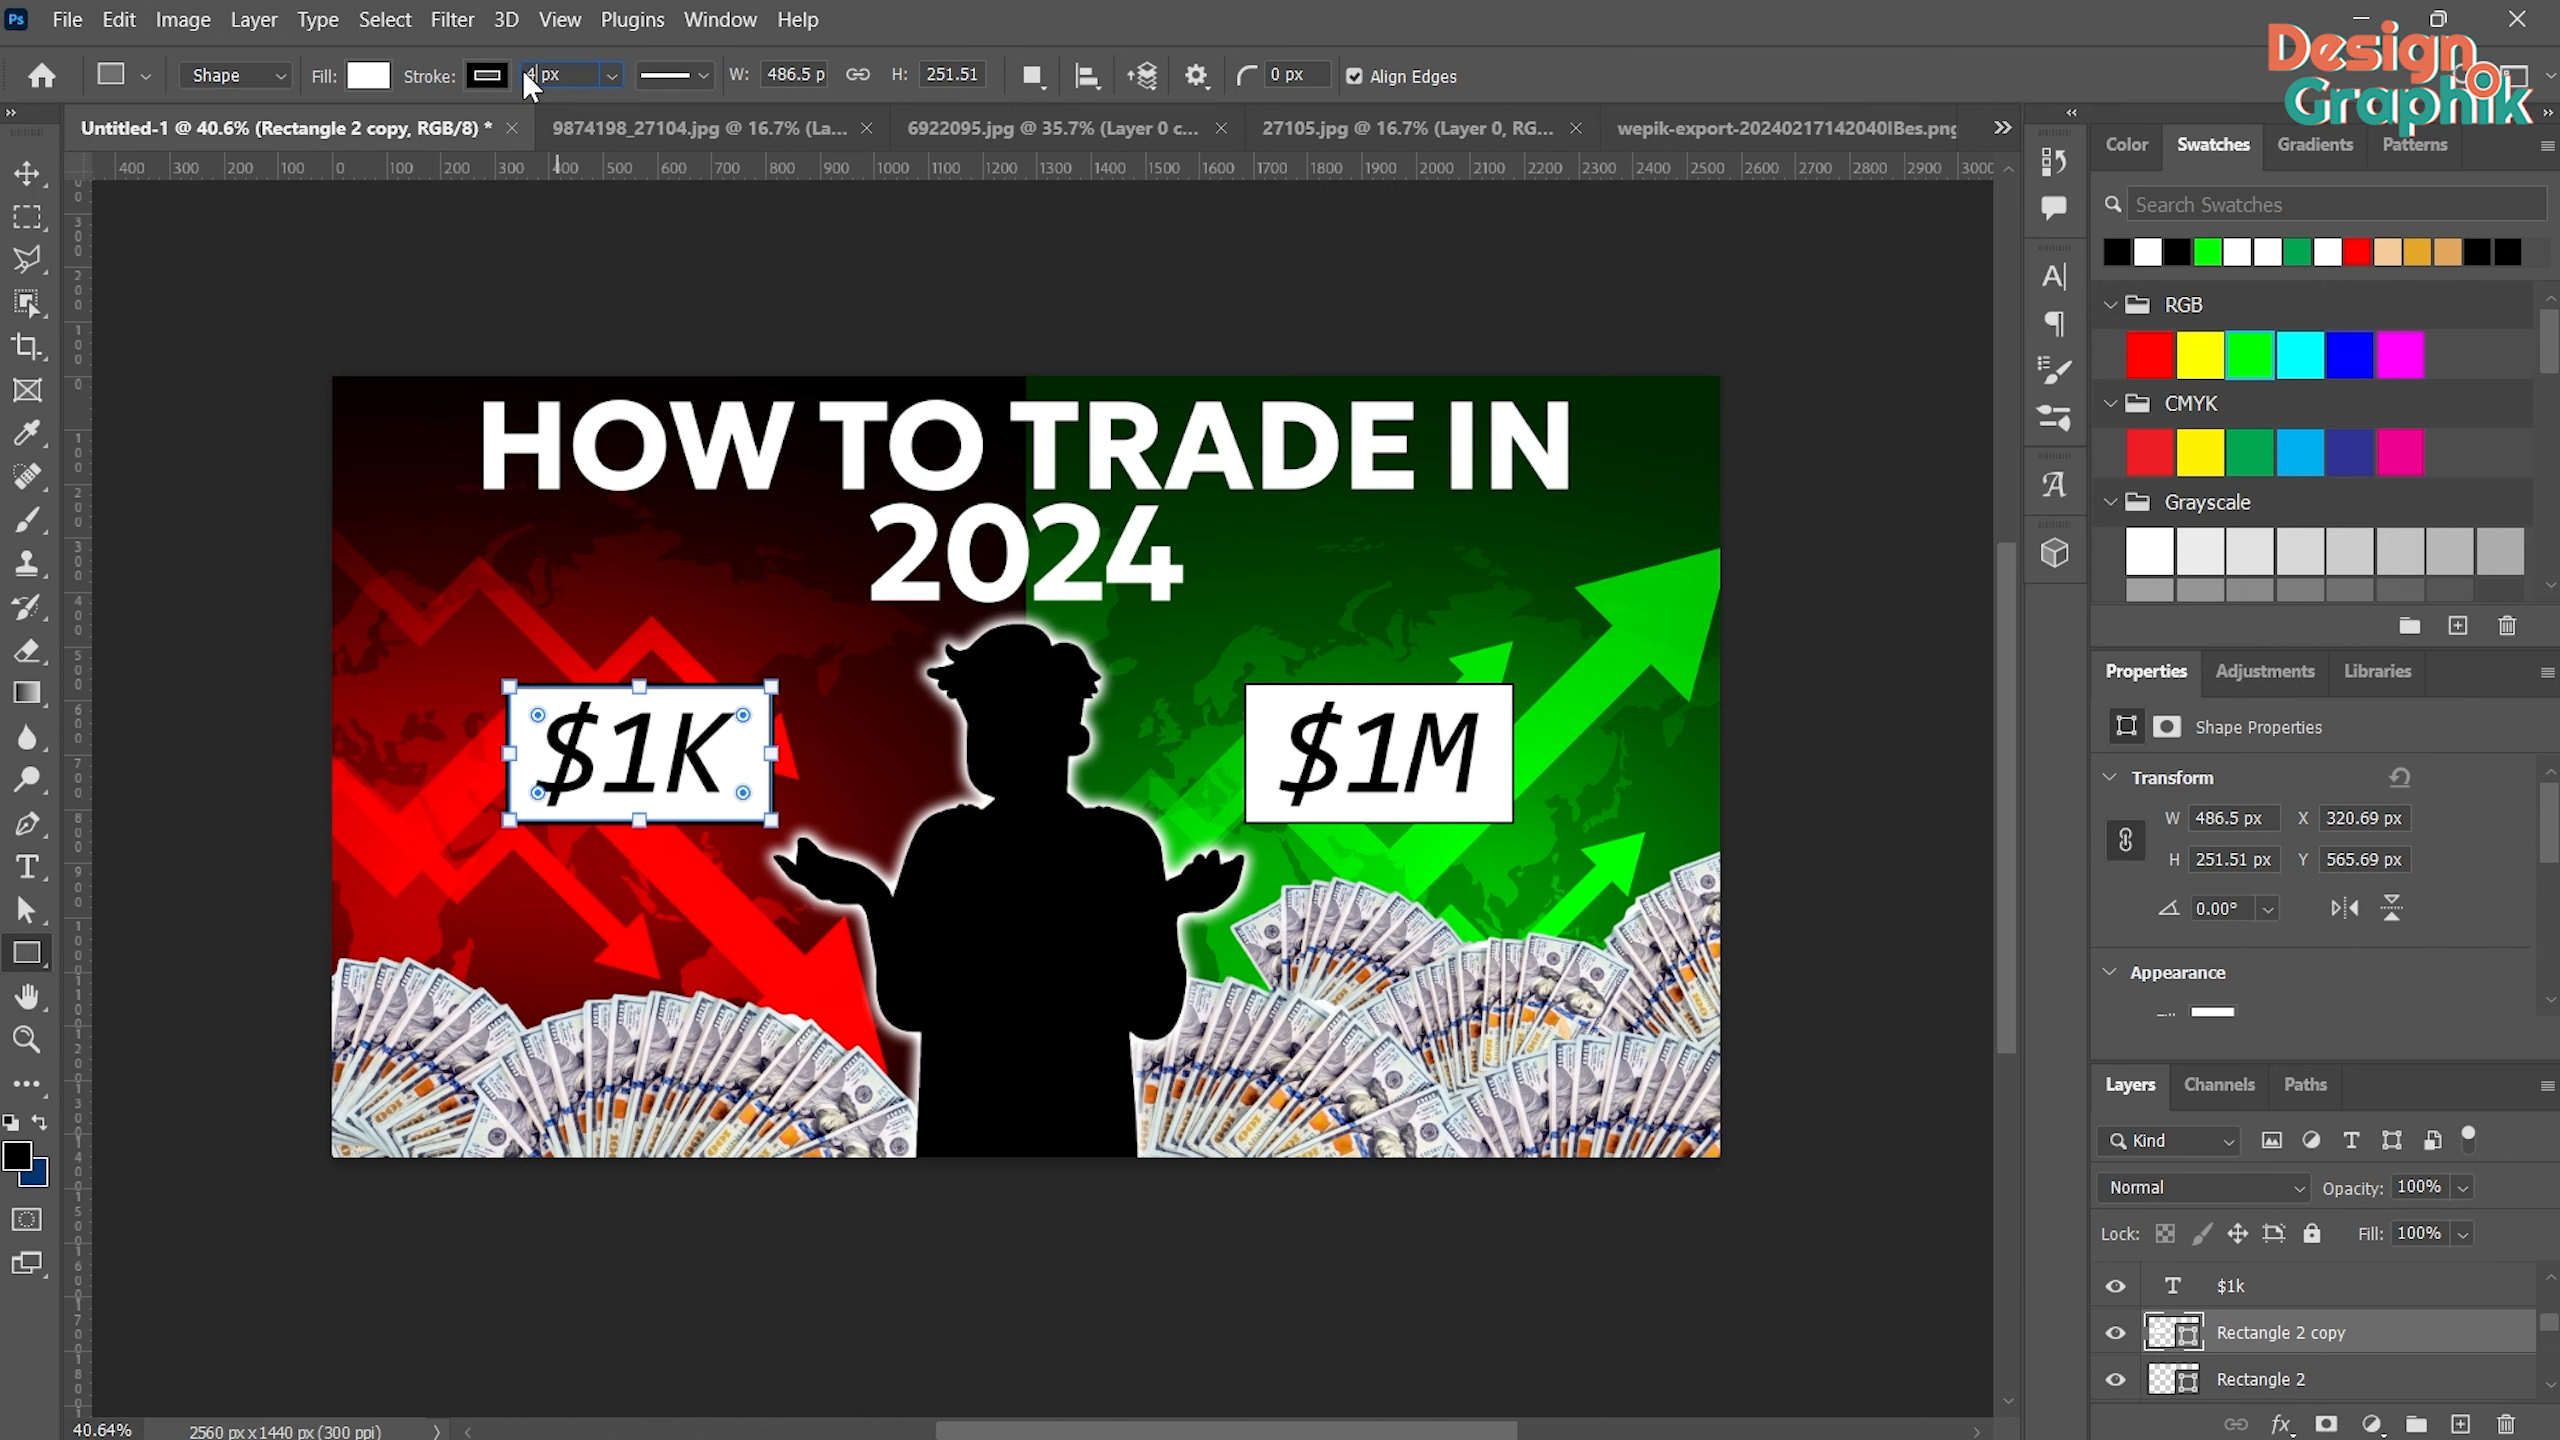 Ps File Edit Image Layer Type Select Filter 3D View Plugins Window Help
Design Graphik
Shape Fill: Stroke: 4 px W: 486.5 p H: 251.51 0 px Align Edges
Untitled-1 @ 40.6% (Rectangle 2 copy, RGB/8) * 9874198_27104.jpg @ 16.7% (La... 6922095.jpg @ 35.7% (Layer 0 c... 27105.jpg @ 16.7% (Layer 0, RG... wepik-export-20240217142040IBes.png
400 300 200 100 0 100 200 300 400 500 600 700 800 900 1000 1100 1200 1300 1400 1500 1600 1700 1800 1900 2000 2100 2200 2300 2400 2500 2600 2700 2800 2900 3000
HOW TO TRADE IN
2024
$1K
$1M
Color Swatches Gradients Patterns
Search Swatches
RGB
CMYK
Grayscale
Properties Adjustments Libraries
Shape Properties
Transform
W 486.5 px X 320.69 px
H 251.51 px Y 565.69 px
0.00°
Appearance
Layers Channels Paths
Kind
Normal Opacity: 100%
Lock: Fill: 100%
$1k
Rectangle 2 copy
Rectangle 2
fx
40.64% 2560 px x 1440 px (300 ppi)